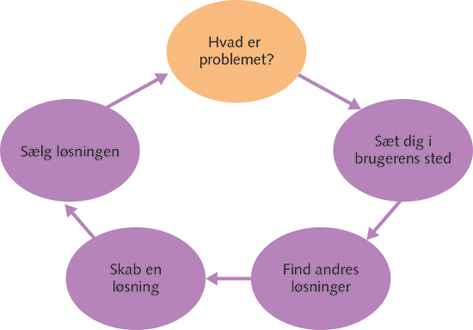 Hvad er
problemet?
Sæt dig i
brugerens sted
Find andres
løsninger
Skab en
løsning
Sælg løsningen